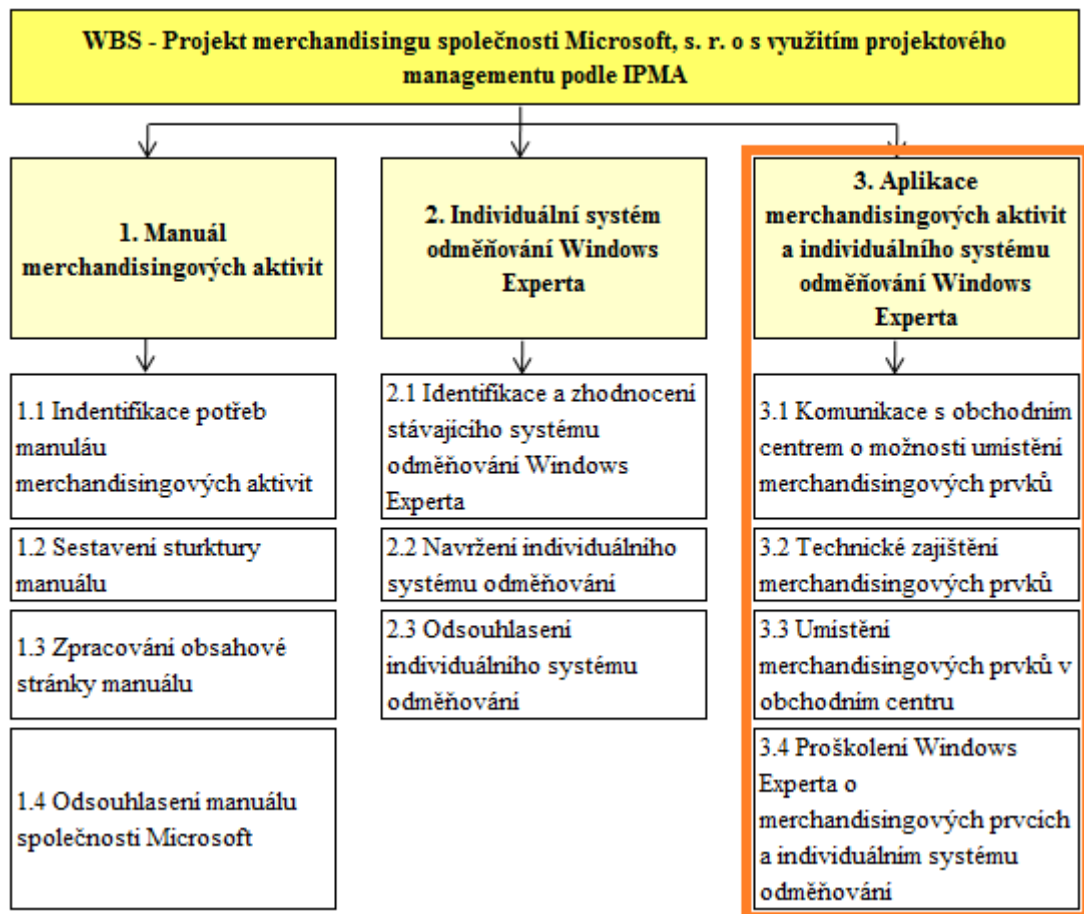 WBS - Projekt merchandisingu společnosti Microsoft, s. r. o s využitím projektového
managementu podle IPMA
1. Manuál
merchandisingových aktivit
1.1 Indentifikace potřeb
manuláu
merchandisingových aktivit
1.2 Sestavení sturktury
manuálu
1.3 Zpracování obsahové
stránky manuálu
1.4 Odsouhlasení manuálu
společnosti Microsoft
2. Individuální systém
odměňování Windows
Experta
2.1 Identifikace a zhodnocení
stávajícího systému
odměňování Windows
Experta
2.2 Navržení individuálního
systému odměňování
2.3 Odsouhlasení
individuálního systému
odměňování
3. Aplikace
merchandisingových aktivit
a individuálního systému
odměňování Windows
Experta
3.1 Komunikace s obchodním
centrem o možnosti umistění
merchandisingových prvků
3.2 Technické zajištění
merchandisingových prvků
3.3 Umistění
merchandisingových prvků v
obchodním centru
3.4 Proškolení Windows
Experta o
merchandisingových prvcích
a individuálním systému
odměňování